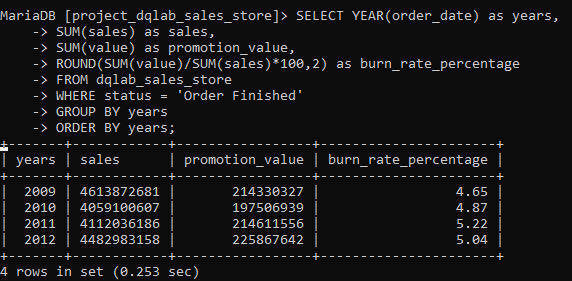 MariaDB [project_dqlab_sales_store]> SELECT YEAR(order_date) as years,
    -> SUM(sales) as sales,
    -> SUM(value) as promotion_value,
    -> ROUND(SUM(value)/SUM(sales)*100,2) as burn_rate_percentage
    -> FROM dqlab_sales_store
    -> WHERE status = 'Order Finished'
    -> GROUP BY years
    -> ORDER BY years;
+-------+------------+-----------------+----------------------+
| years | sales      | promotion_value | burn_rate_percentage |
+-------+------------+-----------------+----------------------+
|  2009 | 4613872681 |       214330327 |                 4.65 |
|  2010 | 4059100607 |       197506939 |                 4.87 |
|  2011 | 4112036186 |       214611556 |                 5.22 |
|  2012 | 4482983158 |       225867642 |                 5.04 |
+-------+------------+-----------------+----------------------+
4 rows in set (0.253 sec)